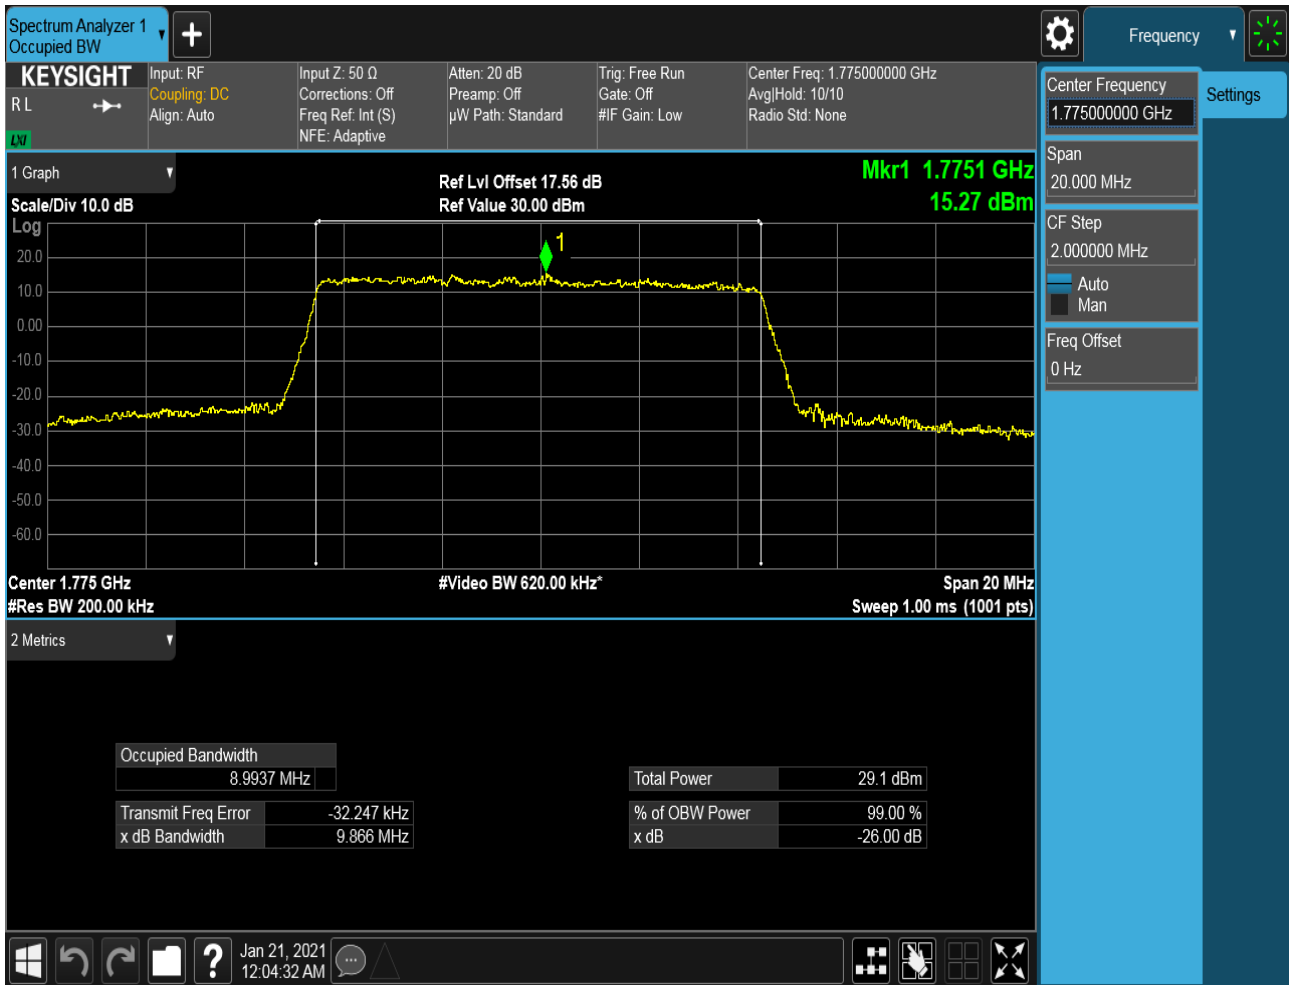 Spectrum Analyzer 1
Occupied BW
Frequency
KEYSIGHT
R L
LXI
Input: RF
Coupling: DC
Align: Auto
Input Z: 50 Ω
Corrections: Off
Freq Ref: Int (S)
NFE: Adaptive
Atten: 20 dB
Preamp: Off
µW Path: Standard
Trig: Free Run
Gate: Off
#IF Gain: Low
Center Freq: 1.775000000 GHz
Avg|Hold: 10/10
Radio Std: None
Center Frequency
1.775000000 GHz
Settings
Span
20.000 MHz
CF Step
2.000000 MHz
Auto
Man
Freq Offset
0 Hz
1 Graph
Scale/Div 10.0 dB
Ref Lvl Offset 17.56 dB
Ref Value 30.00 dBm
Mkr1 1.7751 GHz
15.27 dBm
Log
1
20.0
10.0
0.00
-10.0
-20.0
-30.0
-40.0
-50.0
-60.0
Center 1.775 GHz
#Video BW 620.00 kHz*
Span 20 MHz
#Res BW 200.00 kHz
Sweep 1.00 ms (1001 pts)
2 Metrics
Occupied Bandwidth
8.9937 MHz
Total Power 29.1 dBm
Transmit Freq Error -32.247 kHz
% of OBW Power 99.00 %
x dB Bandwidth 9.866 MHz
x dB -26.00 dB
?
Jan 21, 2021
12:04:32 AM